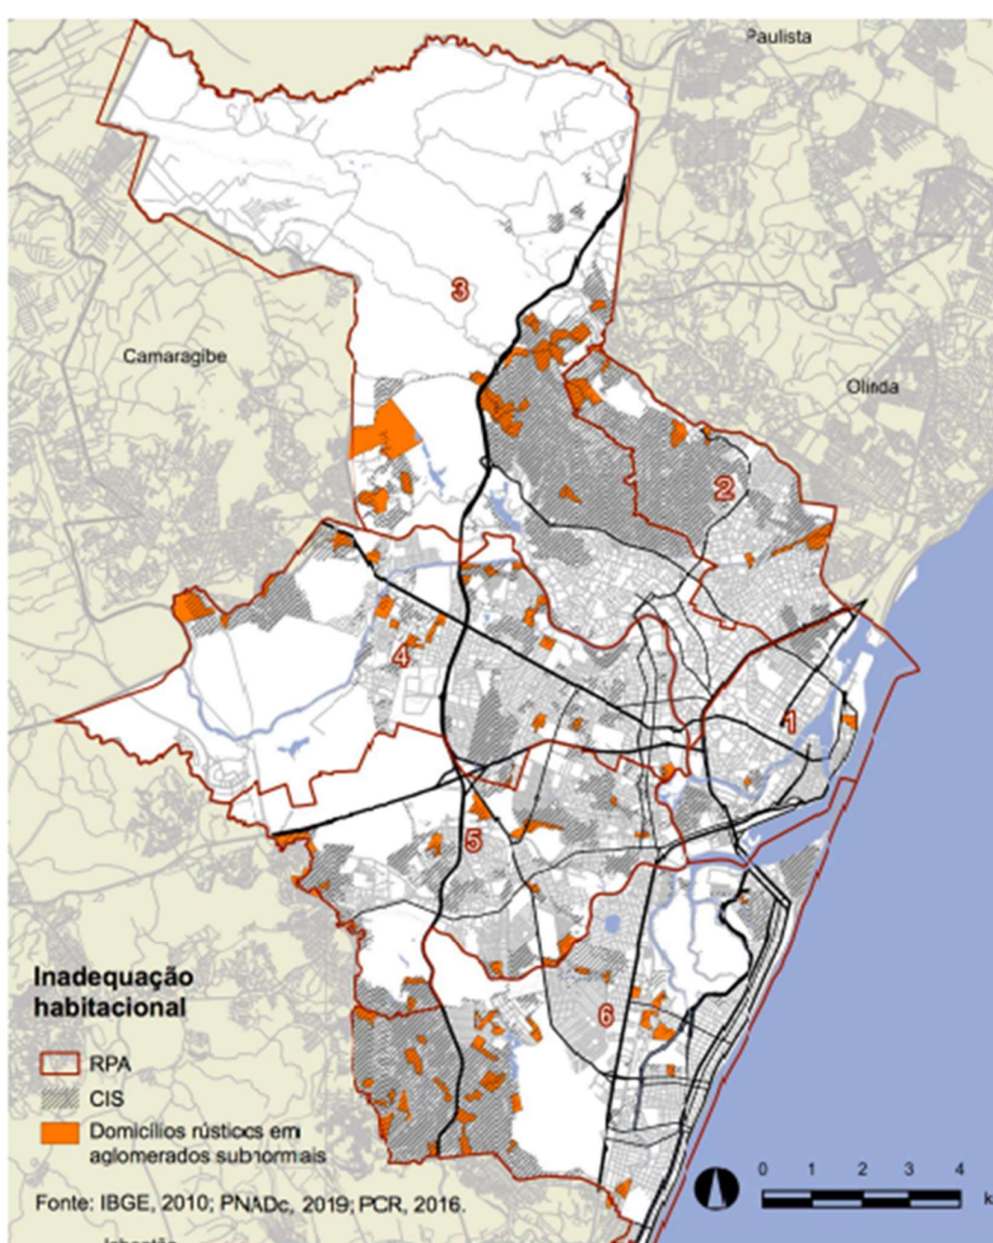 Paulista
3
Camaragibe
Olinda
2
4
1
5
6
Inadequação
habitacional
RPA
CIS
Domicílios rústicos em
aglomerados subnormais
0 1 2 3 4
k
Fonte: IBGE, 2010; PNADc, 2019; PCR, 2016.